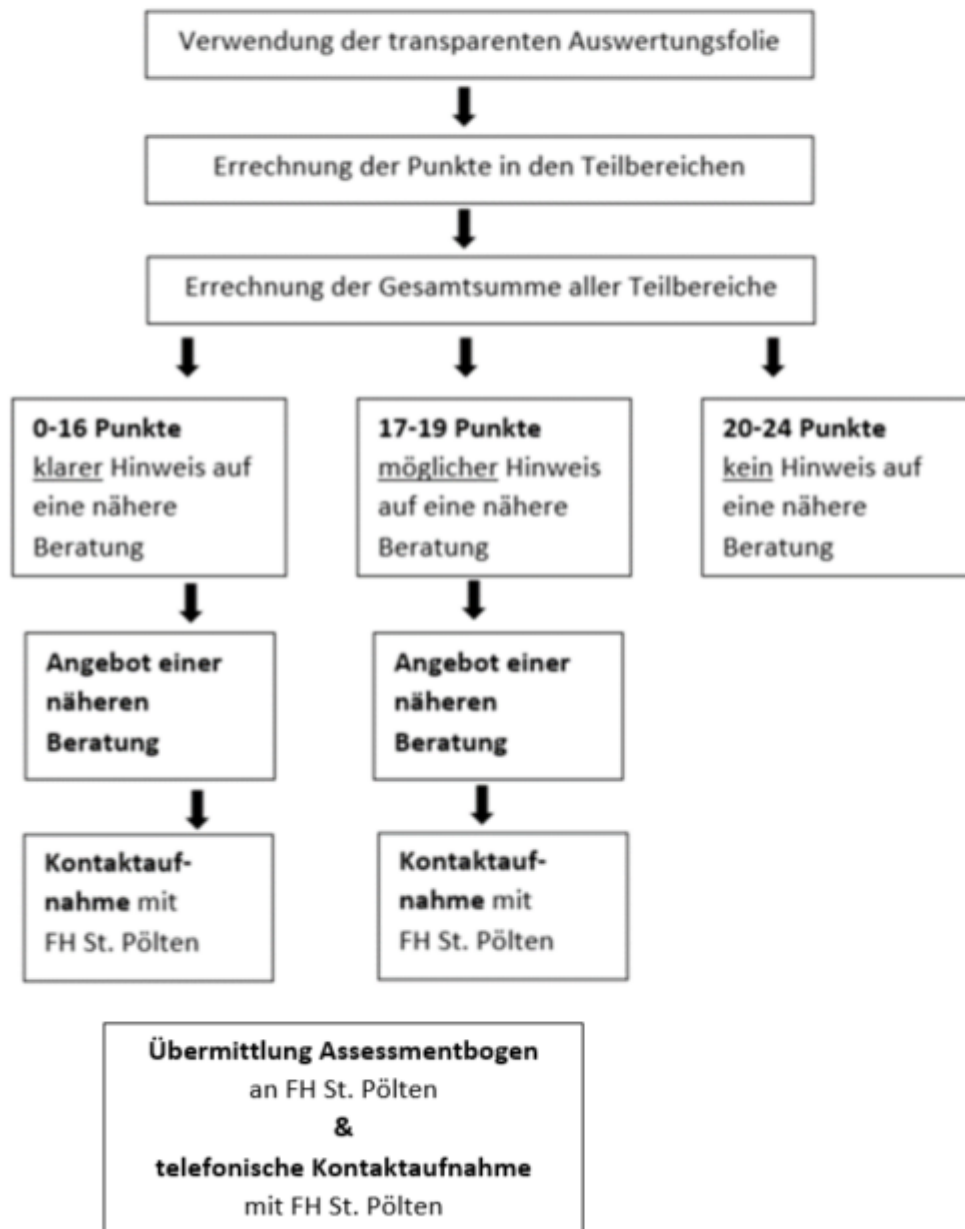 Verwendung der transparenten Auswertungsfolie
Errechnung der Punkte in den Teilbereichen
Errechnung der Gesamtsumme aller Teilbereiche
0-16 Punkte
klarer Hinweis auf
eine nähere
Beratung
17-19 Punkte
möglicher Hinweis
auf eine nähere
Beratung
20-24 Punkte
kein Hinweis auf
eine nähere
Beratung
Angebot einer
näheren
Beratung
Angebot einer
näheren
Beratung
Kontaktauf-
nahme mit
FH St. Pölten
Kontaktauf-
nahme mit
FH St. Pölten
Übermittlung Assessmentbogen
an FH St. Pölten
&
telefonische Kontaktaufnahme
mit FH St. Pölten